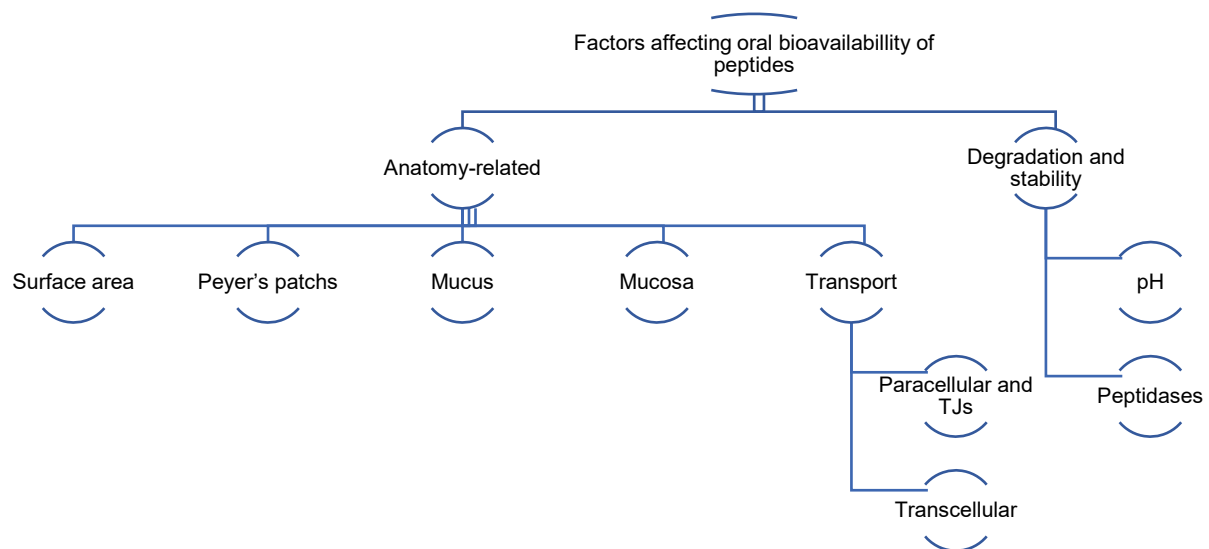 Factors affecting oral bioavailabillity of
peptides
Anatomy-related
Degradation and
stability
Surface area
Peyer's patchs
Mucus
Mucosa
Transport
pH
Paracellular and
TJs
Peptidases
Transcellular